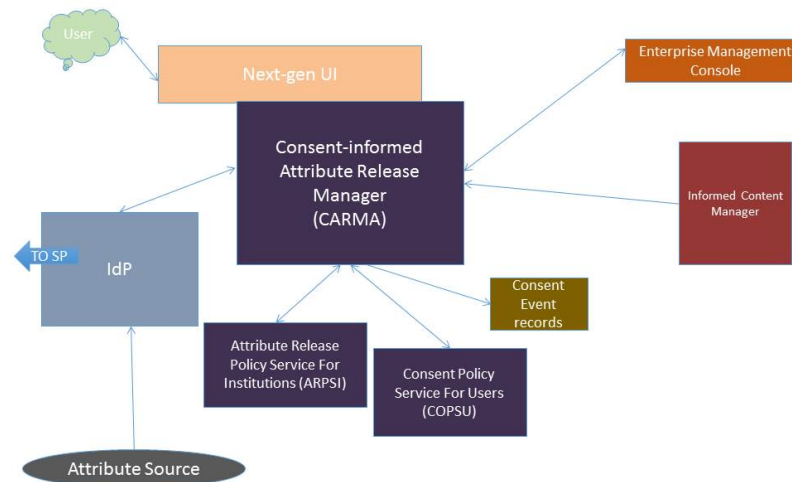 User
Next-gen UI
Enterprise Management
Console
Consent-informed
Attribute Release
Manager
(CARMA)
Informed Content
Manager
TO SP
IdP
Consent
Event
records
Attribute Release
Policy Service For
Institutions (ARPSI)
Consent Policy
Service For Users
(COPSU)
Attribute Source